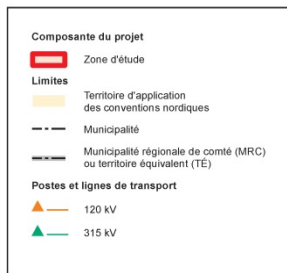 Composante du projet
Zone d'étude
Limites
Territoire d'application
des conventions nordiques
Municipalité
Municipalité régionale de comté (MRC)
ou territoire équivalent (TÉ)
Postes et lignes de transport
120 kV
315 kV